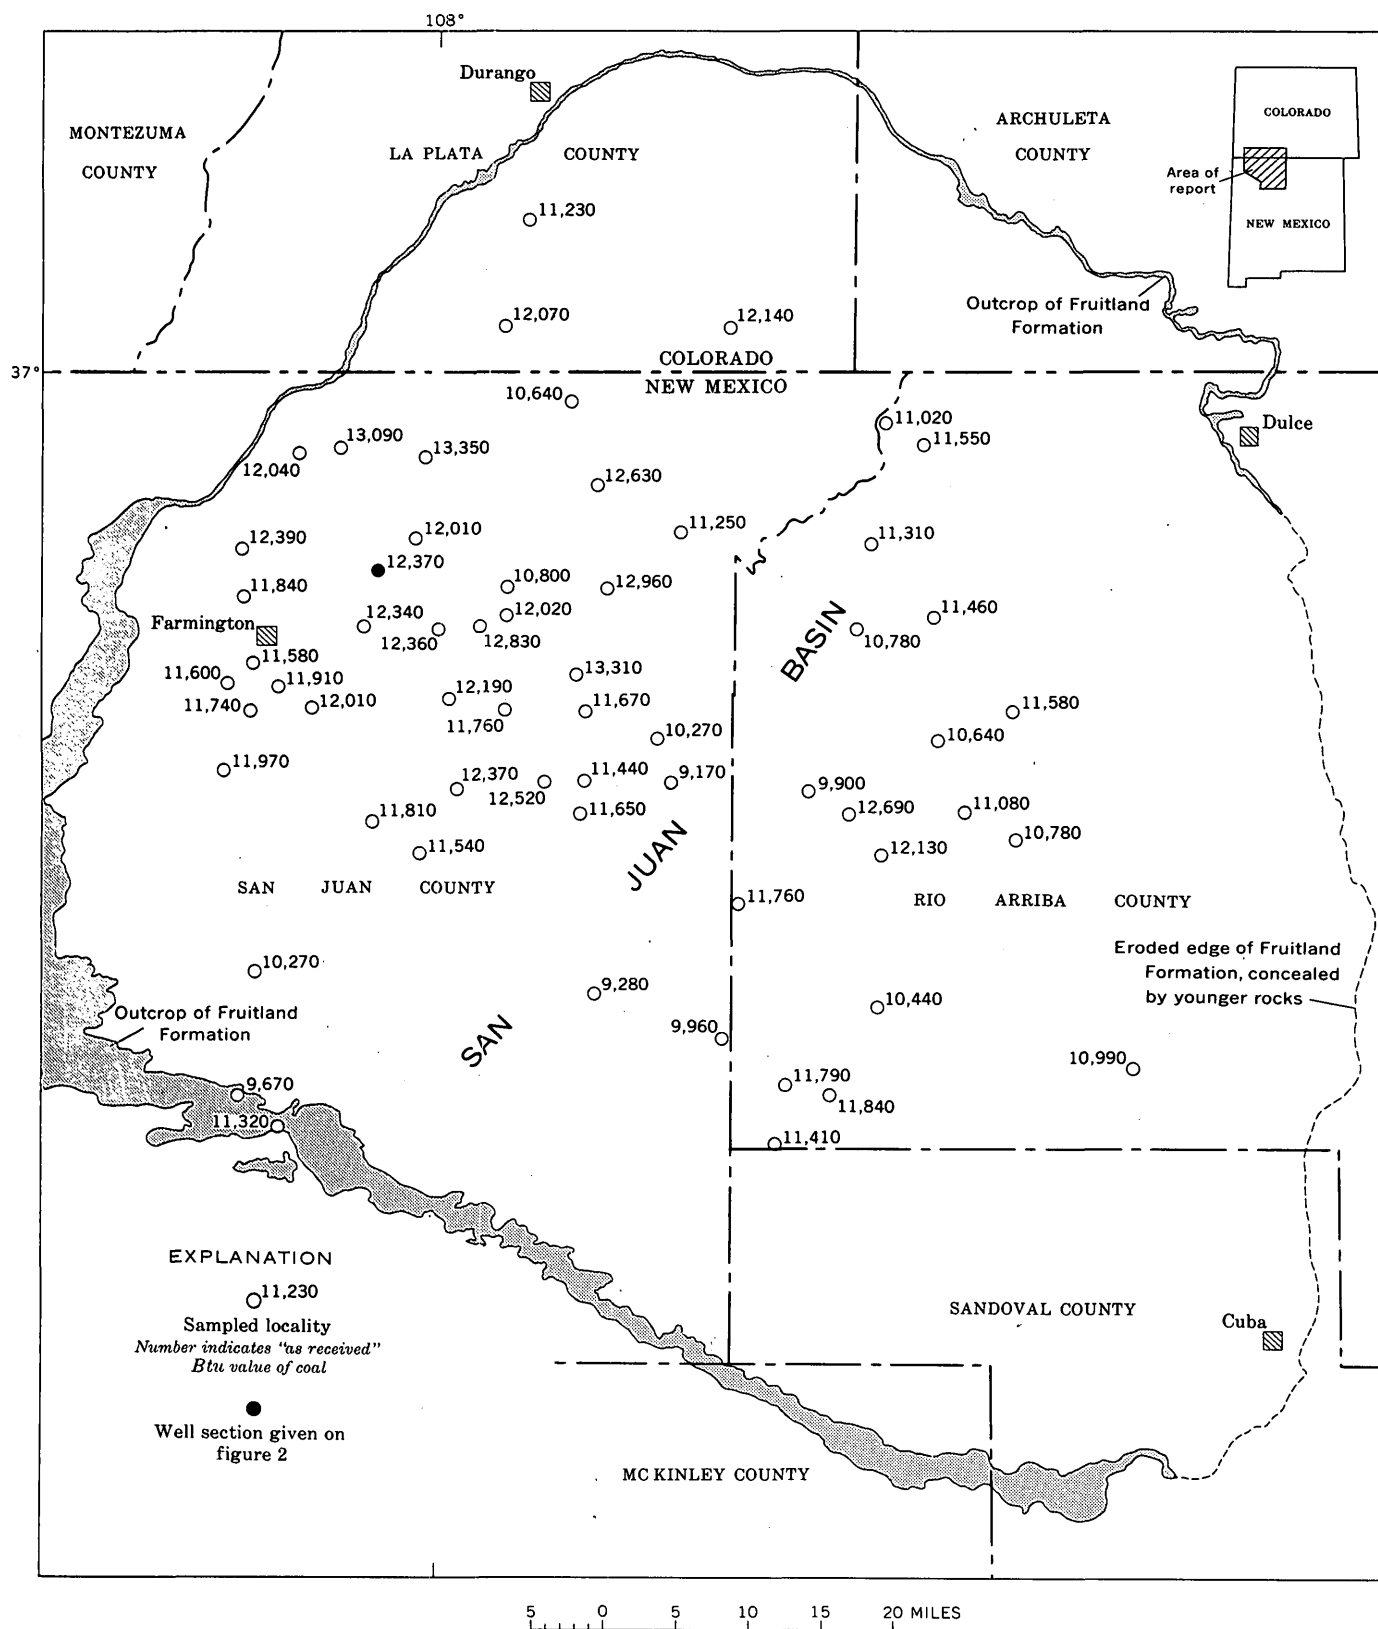 108°
Durango
MONTEZUMA
COUNTY
LA PLATA COUNTY
ARCHULETA
COUNTY
COLORADO
Area of
report
NEW MEXICO
11,230
Outcrop of Fruitland
Formation
12,070
12,140
COLORADO
37°
NEW MEXICO
10,640
11,020
Dulce
11,550
13,090
13,350
12,040
12,630
11,250
12,390
12,010
11,310
12,370
11,840
10,800
12,960
12,340
12,020
11,460
Farmington
12,360
12,830
10,780
BASIN
11,580
11,600
11,910
13,310
11,740
12,010
12,190
11,760
11,670
11,580
10,270
10,640
11,970
12,370
12,520
11,440
9,170
9,900
11,810
11,650
12,690
11,080
11,540
12,130
10,780
JUAN
SAN JUAN COUNTY
11,760
RIO ARRIBA COUNTY
Eroded edge of Fruitland
Formation, concealed
by younger rocks
10,270
9,280
10,440
Outcrop of Fruitland
Formation
SAN
9,960
10,990
9,670
11,790
11,840
11,320
11,410
EXPLANATION
11,230
Sampled locality
Number indicates "as received"
Btu value of coal
Well section given on
figure 2
SANDOVAL COUNTY
Cuba
MCKINLEY COUNTY
5 0 5 10 15 20 MILES